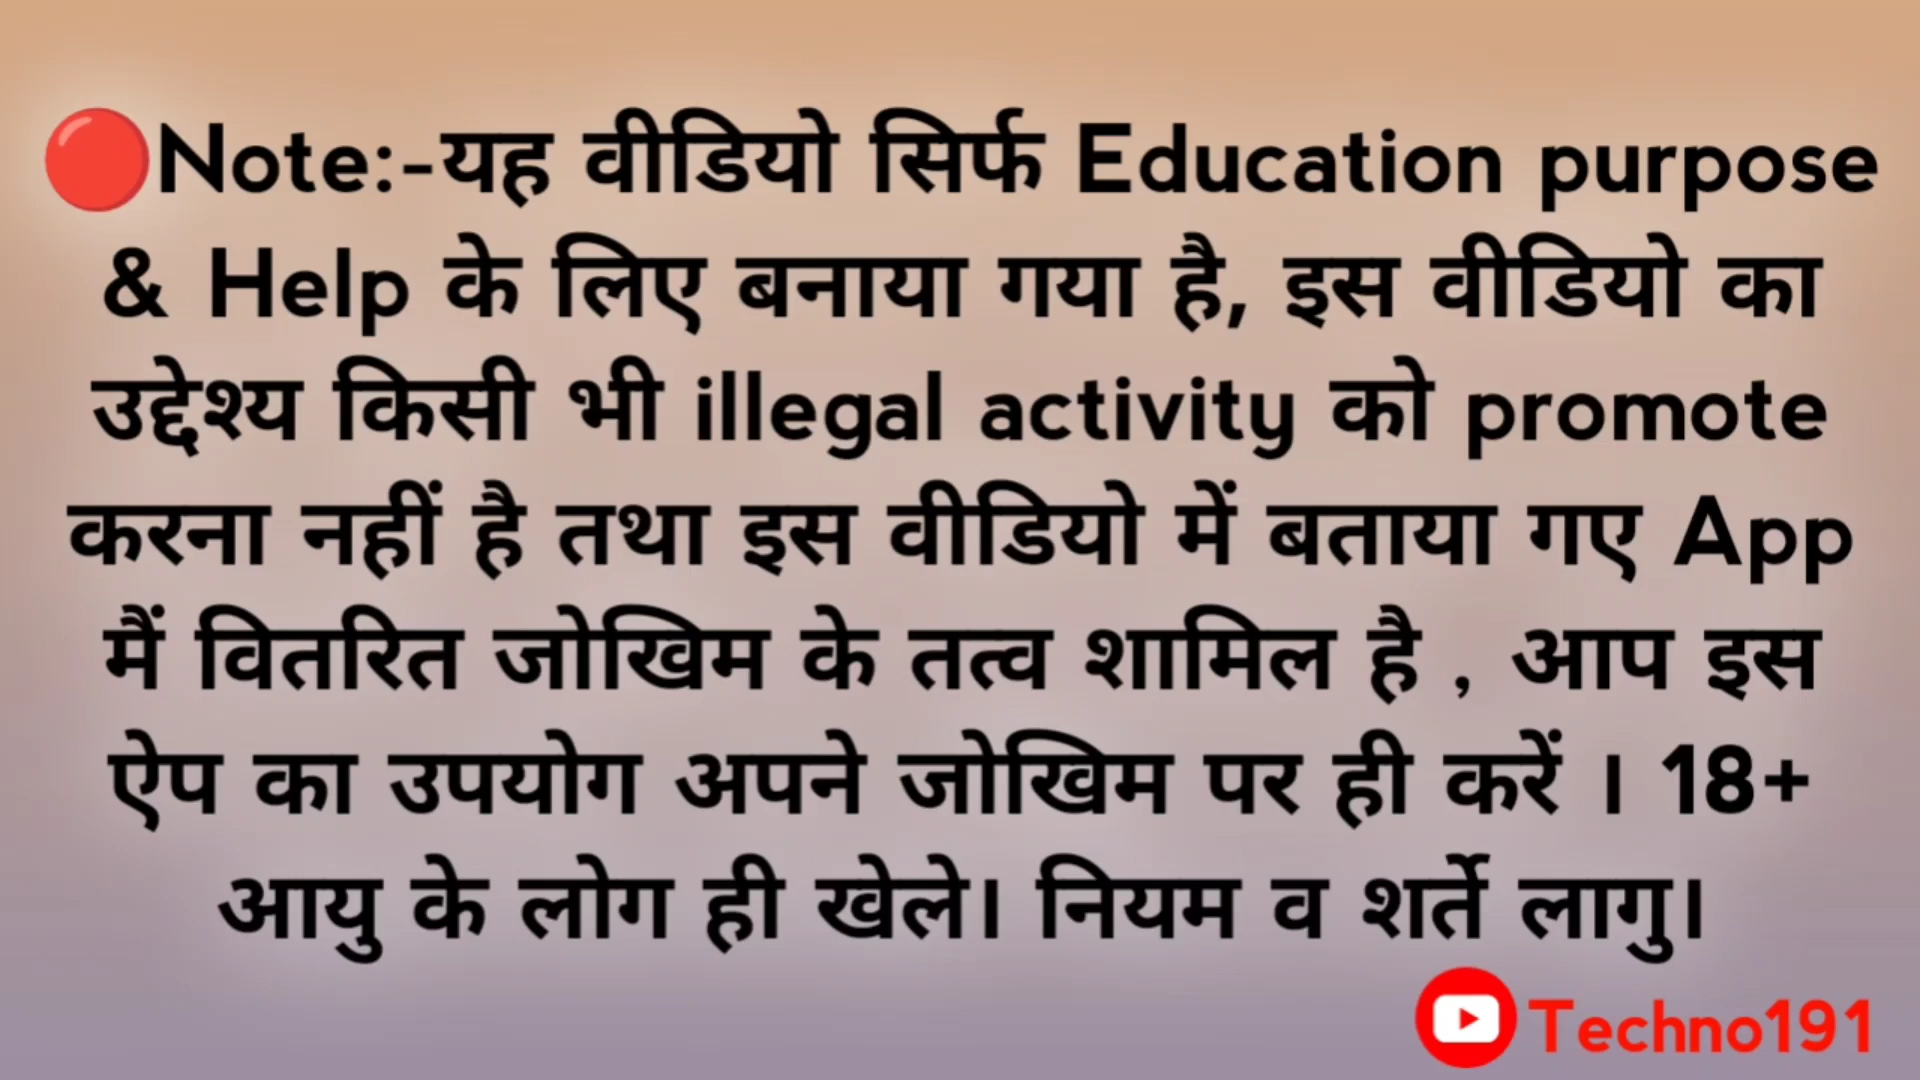 🔴Note:-यह वीडियो सिर्फ Education purpose
& Help के लिए बनाया गया है, इस वीडियो का
उद्देश्य किसी भी illegal activity को promote
करना नहीं है तथा इस वीडियो में बताया गए App
मैं वितरित जोखिम के तत्व शामिल है , आप इस
ऐप का उपयोग अपने जोखिम पर ही करें । 18+
आयु के लोग ही खेले। नियम व शर्ते लागु।
Techno191